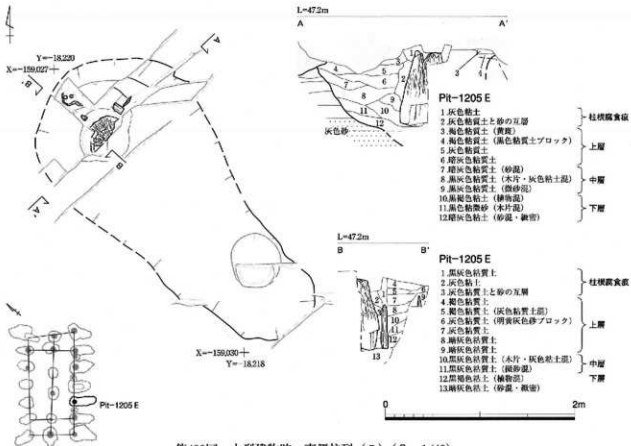 L=47.2m
A
A'
Y=-18,220
X=-159,027
A
B'
B
A'
灰色砂
Pit-1205 E
1.灰色粘土
2.灰色粘質土と砂の互層
3.褐色粘質土(黄斑)
4.褐色粘質土(黒色粘質土ブロック)
5.灰色粘質土
6.暗灰色粘質土
7.暗灰色粘質土(砂混)
8.黒灰色粘質土(木片・灰色粘土混)
9.黒灰色粘質土(微砂混)
10.黒褐色粘土(植物混)
11.黒色粘微砂(木片混)
12.暗灰色粘土(砂混・緻密)
柱根腐食痕
上層
中層
下層
L=47.2m
B
B'
Pit-1205 E
1.黒灰色粘質土
2.灰色粘土
3.灰色粘質土と砂の互層
4.褐色粘質土
5.褐色粘質土(灰色粘質土混)
6.灰色粘質土(明黄灰色砂ブロック)
7.灰色粘質土
8.暗灰色粘質土
9.暗灰色粘質土
10.黒灰色粘質土(木片・灰色粘土混)
11.黒灰色粘質土(微砂混)
12.黒褐色粘土(植物混)
13.暗灰色粘土(砂混・緻密)
柱根腐食痕
上層
中層
下層
X=-159,030
Y=-18,218
Pit-1205 E
0
2m